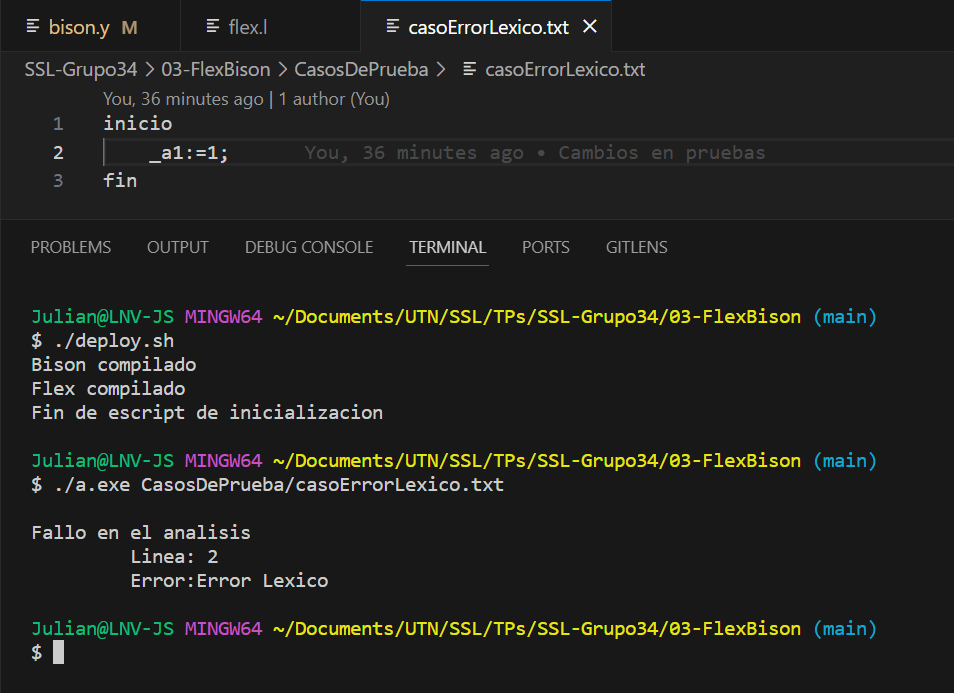 bison.y M flex.l casoErrorLexico.txt
SSL-Grupo34 > 03-FlexBison > CasosDePrueba > casoErrorLexico.txt
You, 36 minutes ago | 1 author (You)
1 inicio
2 _a1:=1; You, 36 minutes ago • Cambios en pruebas
3 fin
PROBLEMS OUTPUT DEBUG CONSOLE TERMINAL PORTS GITLENS
Julian@LNV-JS MINGW64 ~/Documents/UTN/SSL/TPs/SSL-Grupo34/03-FlexBison (main)
$ ./deploy.sh
Bison compilado
Flex compilado
Fin de escript de inicializacion
Julian@LNV-JS MINGW64 ~/Documents/UTN/SSL/TPs/SSL-Grupo34/03-FlexBison (main)
$ ./a.exe CasosDePrueba/casoErrorLexico.txt
Fallo en el analisis
Linea: 2
Error:Error Lexico
Julian@LNV-JS MINGW64 ~/Documents/UTN/SSL/TPs/SSL-Grupo34/03-FlexBison (main)
$